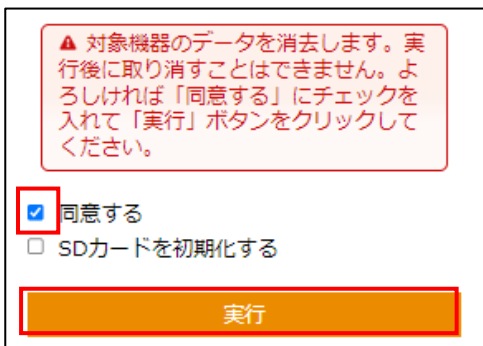 ▲ 対象機器のデータを消去します。実
行後に取り消すことはできません。よ
ろしければ「同意する」にチェックを
入れて「実行」ボタンをクリックして
ください。
同意する
SDカードを初期化する
実行